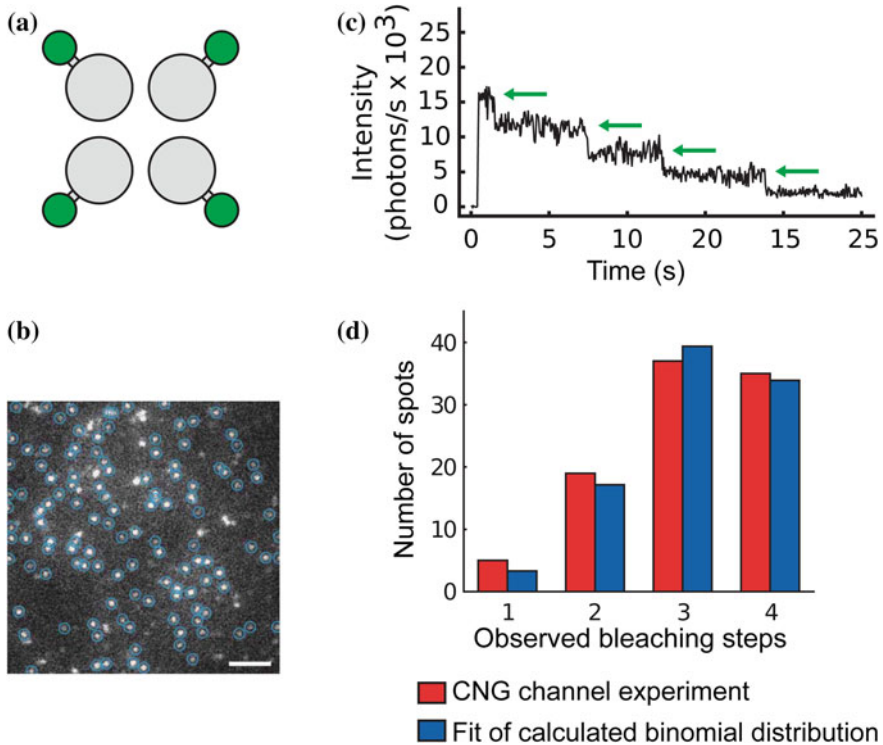 (a)
(c)
Intensity
(photons/s x 10³)
25
20
15
10
5
0
0 5 10 20 15 25
Time (s)
(b)
(d)
Number of spots
40
30
20
10
0
1 2 3 4
Observed bleaching steps
CNG channel experiment
Fit of calculated binomial distribution